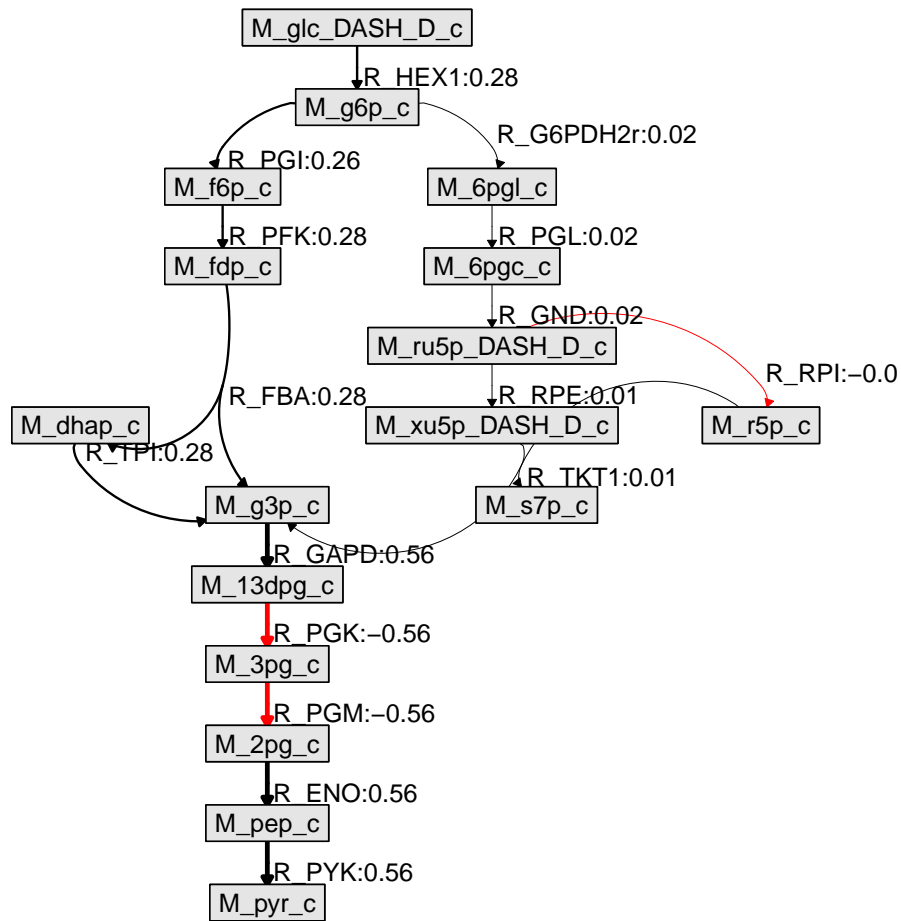 M_glc_DASH_D_c
R_HEX1:0.28
M_g6p_c
R_G6PDH2r:0.02
R_PGI:0.26
M_f6p_c
M_6pgl_c
R_PFK:0.28
R_PGL:0.02
M_fdp_c
M_6pgc_c
R_GND:0.02
M_ru5p_DASH_D_c
R_RPI:−0.0
R_FBA:0.28
R_RPE:0.01
M_dhap_c
M_xu5p_DASH_D_c
M_r5p_c
R_TPI:0.28
R_TKT1:0.01
M_g3p_c
M_s7p_c
R_GAPD:0.56
M_13dpg_c
R_PGK:−0.56
M_3pg_c
R_PGM:−0.56
M_2pg_c
R_ENO:0.56
M_pep_c
R_PYK:0.56
M_pyr_c